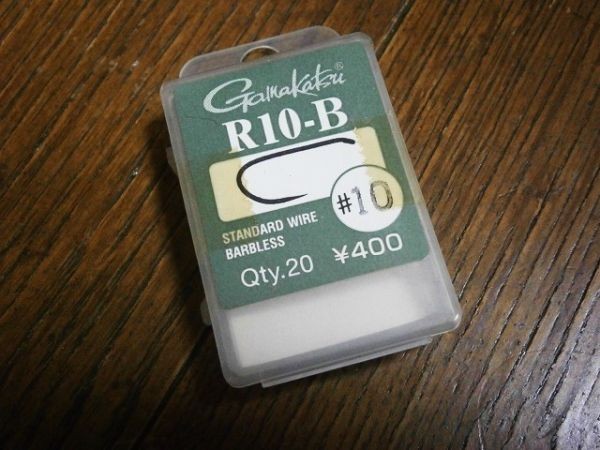 Gamakatsu®
R10-B
#10
STANDARD WIRE
BARBLESS
Qty.20 ¥400